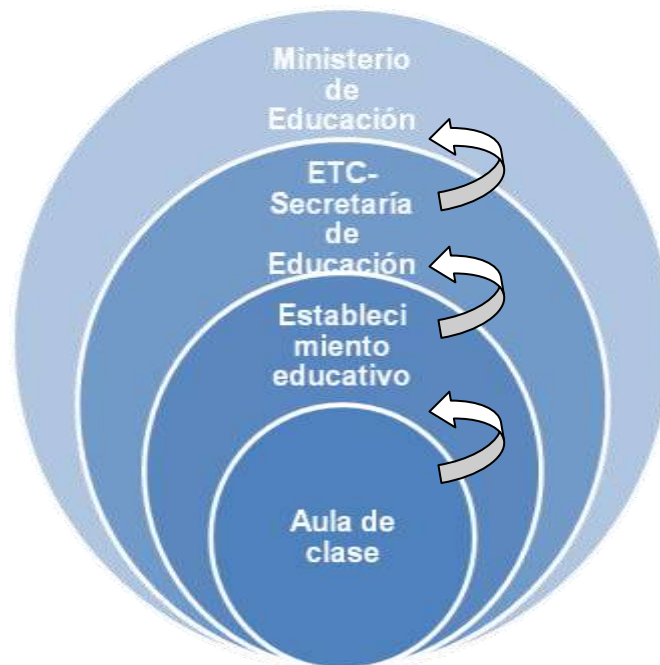 Ministerio
de
Educación
ETC-
Secretaría
de
Educación
Estableci
miento
educativo
Aula de
clase